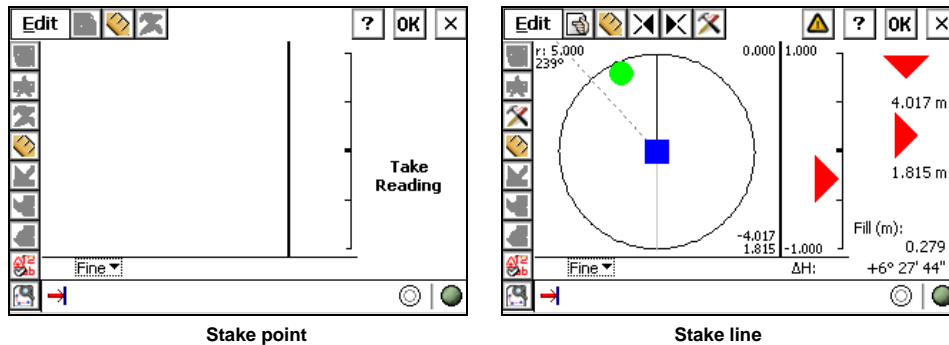 Edit ? OK ×
Take
Reading
Fine
Stake point
Edit ? OK ×
r: 5.000
239°
0.000 1.000
4.017 m
1.815 m
Fill (m):
0.279
-4.017
1.815 -1.000
Fine
ΔH: +6° 27' 44"
Stake line